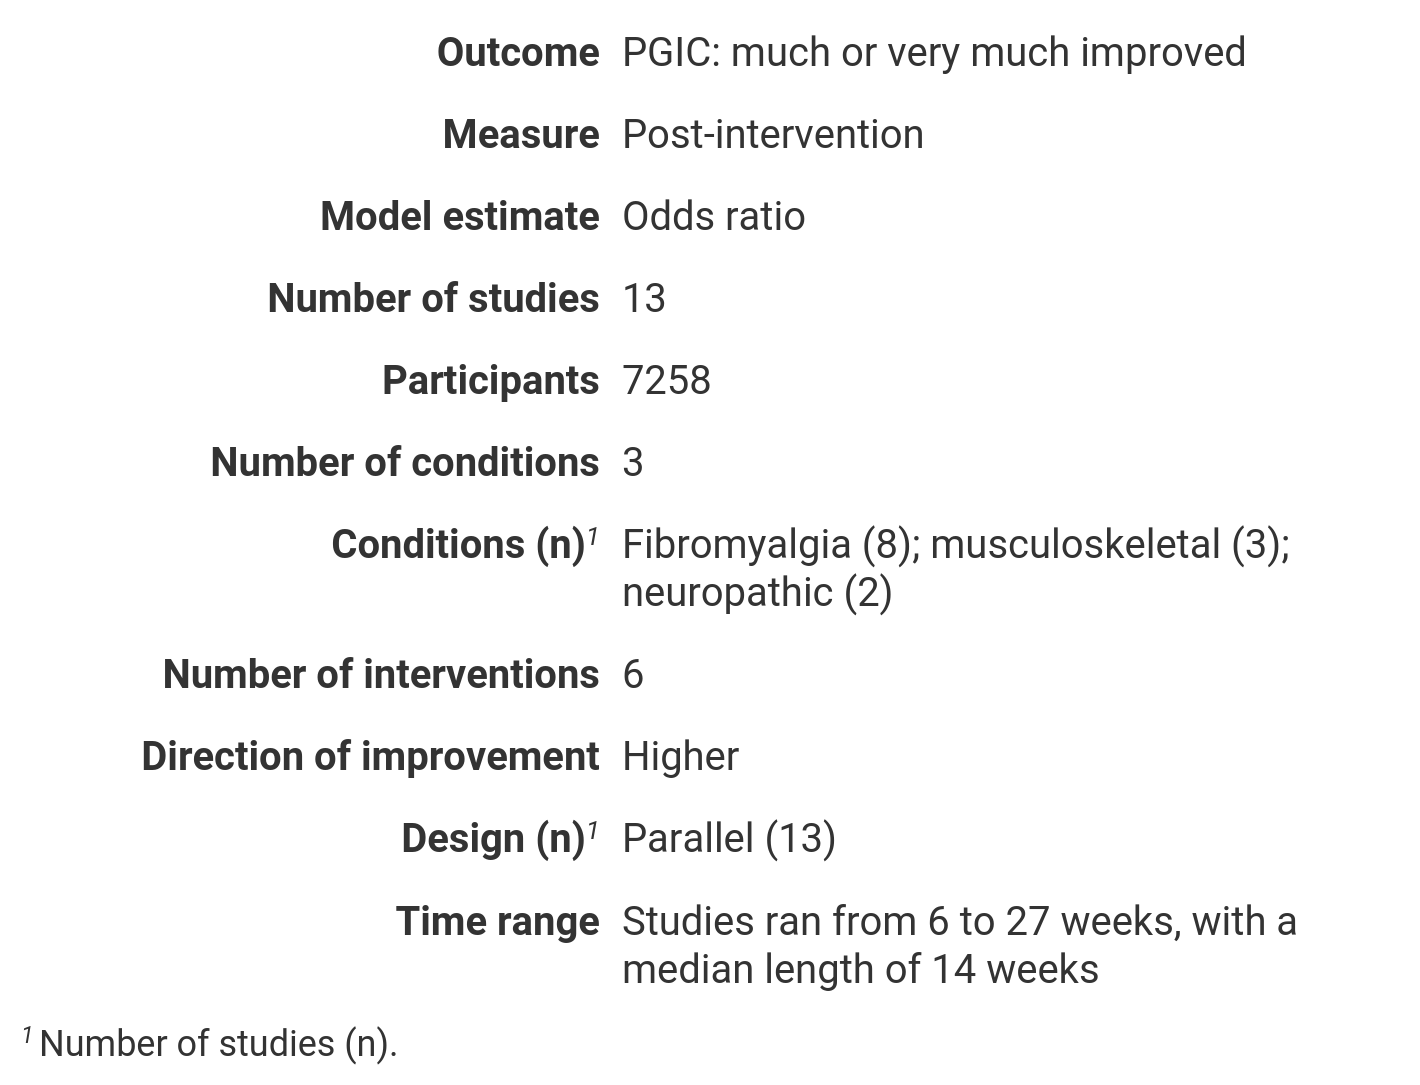 Outcome PGIC: much or very much improved
Measure Post-intervention
Model estimate Odds ratio
Number of studies 13
Participants 7258
Number of conditions 3
Conditions (n)¹ Fibromyalgia (8); musculoskeletal (3);
neuropathic (2)
Number of interventions 6
Direction of improvement Higher
Design (n)¹ Parallel (13)
Time range Studies ran from 6 to 27 weeks, with a
median length of 14 weeks
¹ Number of studies (n).